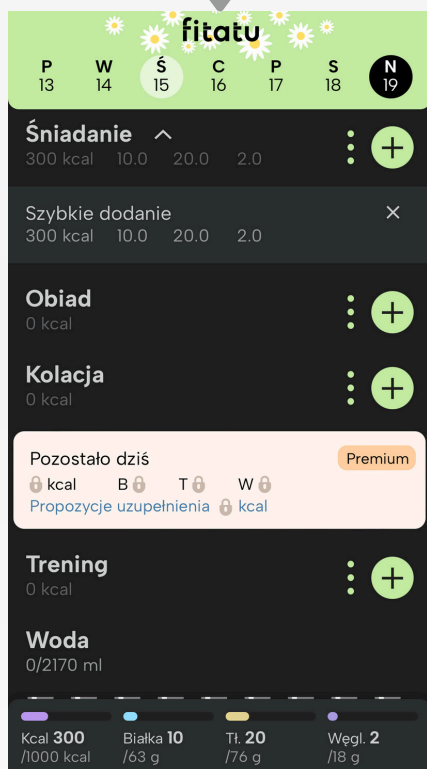 fitatu
P W Ś C P S N
13 14 15 16 17 18 19
Śniadanie
300 kcal 10.0 20.0 2.0
Szybkie dodanie
300 kcal 10.0 20.0 2.0
Obiad
0 kcal
Kolacja
0 kcal
Pozostało dziś Premium
kcal B T W
Propozycje uzupełnienia kcal
Trening
0 kcal
Woda
0/2170 ml
Kcal 300 Białka 10 Tł. 20 Węgl. 2
/1000 kcal /63 g /76 g /18 g